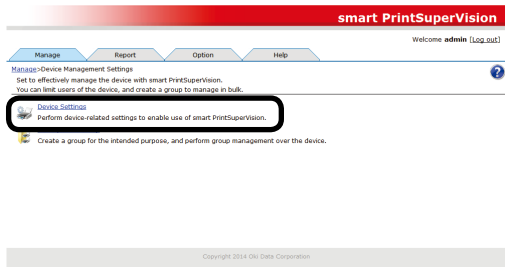 smart PrintSuperVision
Welcome admin [Log out]
Manage Report Option Help
Manage>Device Management Settings
Set to effectively manage the device with smart PrintSuperVision.
You can limit users of the device, and create a group to manage in bulk.
Device Settings
Perform device-related settings to enable use of smart PrintSuperVision.
Create a group for the intended purpose, and perform group management over the device.
Copyright 2014 Oki Data Corporation